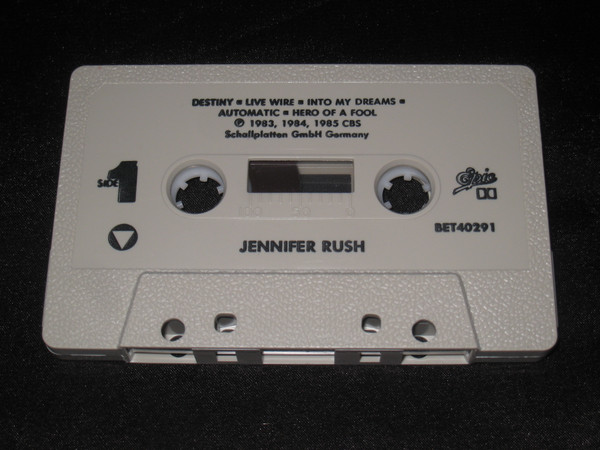 DESTINY ▪ LIVE WIRE ▪ INTO MY DREAMS ▪
AUTOMATIC ▪ HERO OF A FOOL
℗ 1983, 1984, 1985 CBS
Schallplatten GmbH Germany
SIDE 1
Epic
BET40291
JENNIFER RUSH